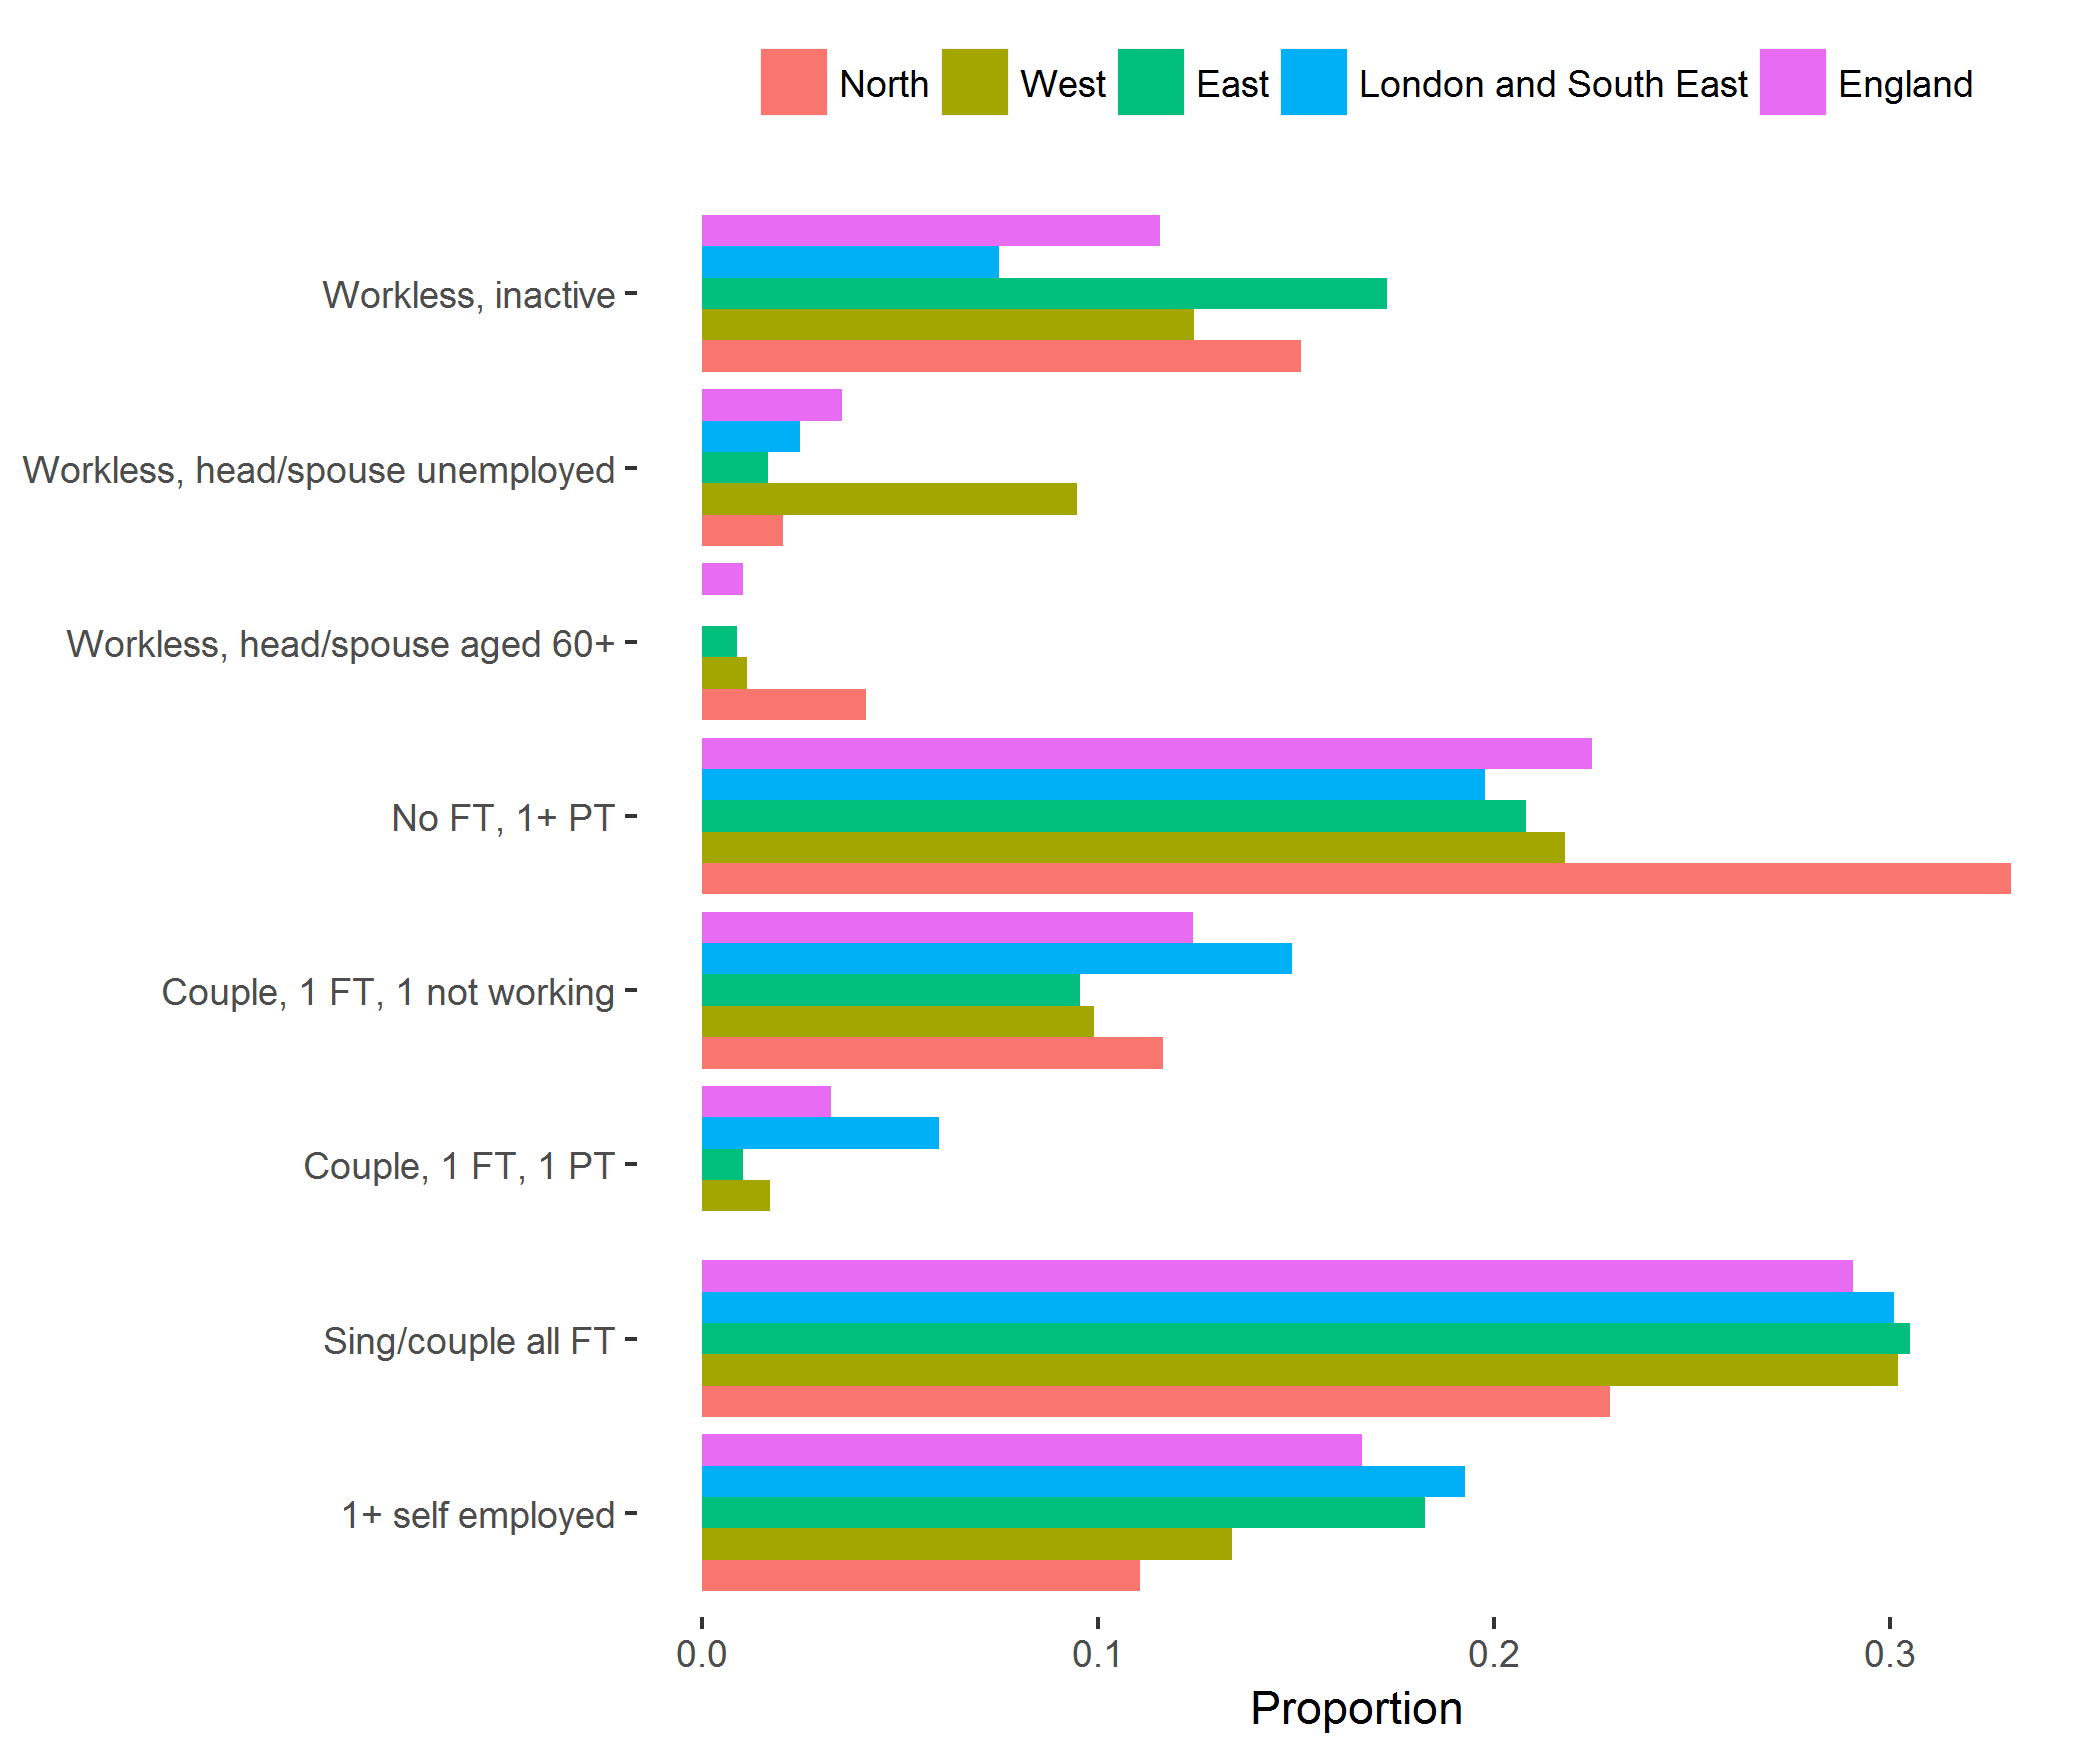 North West East London and South East England
Workless, inactive
Workless, head/spouse unemployed
Workless, head/spouse aged 60+
No FT, 1+ PT
Couple, 1 FT, 1 not working
Couple, 1 FT, 1 PT
Sing/couple all FT
1+ self employed
0.0 0.1 0.2 0.3
Proportion